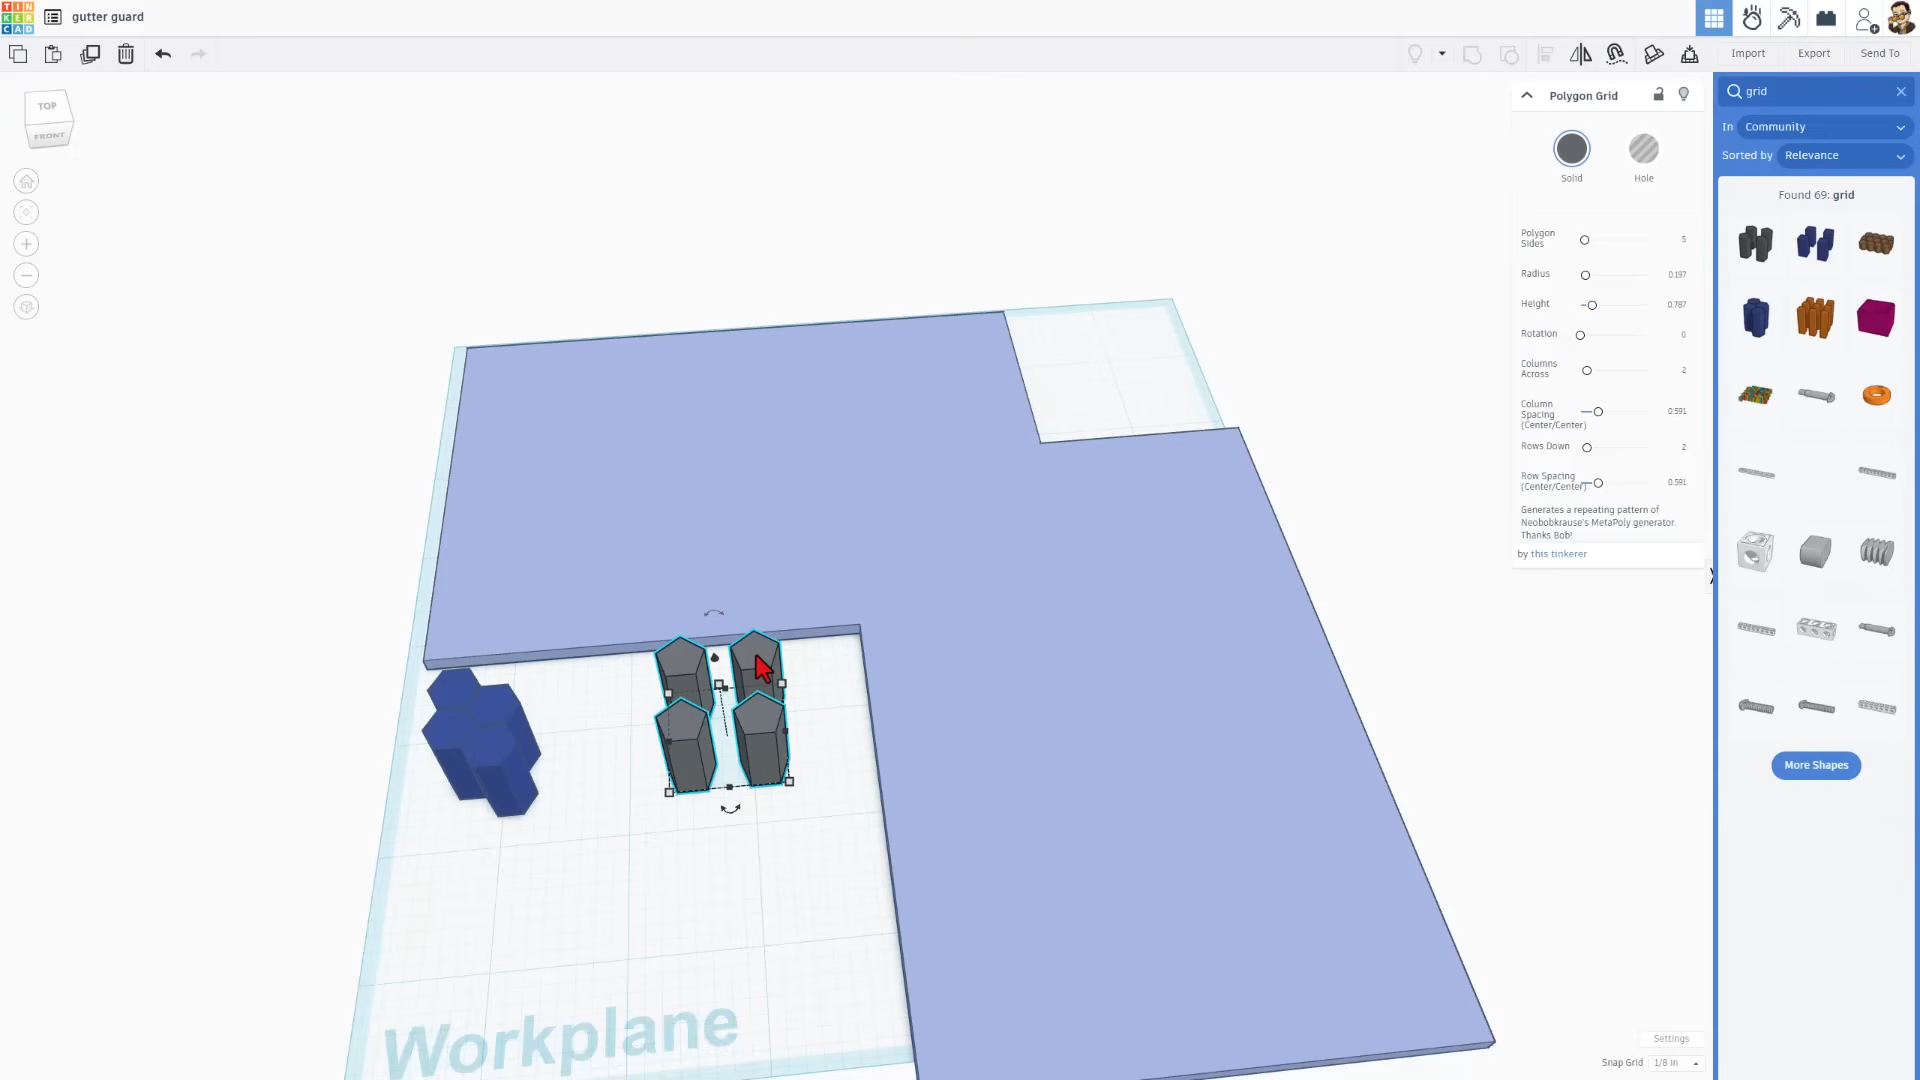 TIN
KER
CAD
gutter guard
Import
Export
Send To
TOP
FRONT
Polygon Grid
Solid
Hole
Polygon
Sides
5
Radius
0.197
Height
0.787
Rotation
0
Columns
Across
2
Column
Spacing
(Center/Center)
0.591
Rows Down
2
Row Spacing
(Center/Center)
0.591
Generates a repeating pattern of
Neobobkrause's MetaPoly generator.
Thanks Bob!
by this tinkerer
grid
In Community
Sorted by Relevance
Found 69: grid
More Shapes
Workplane
Settings
Snap Grid 1/8 in